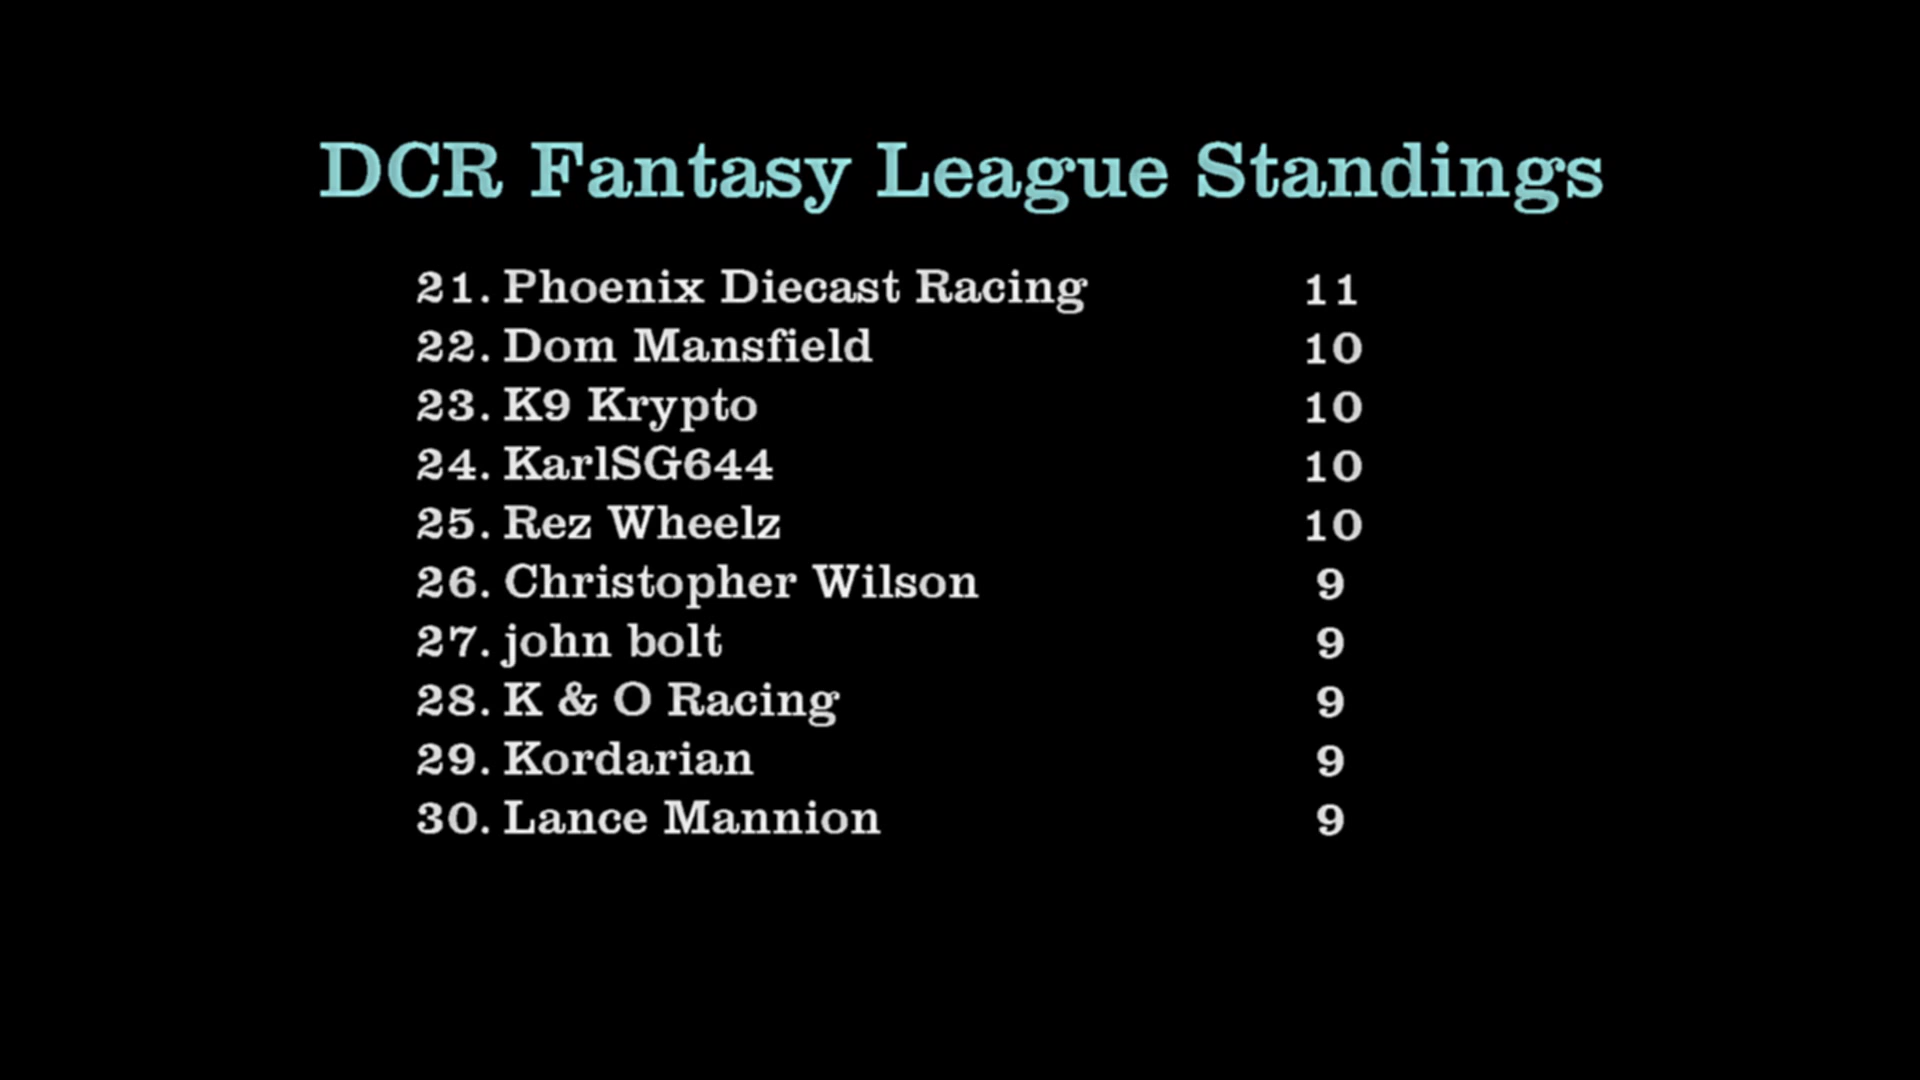 DCR Fantasy League Standings
21. Phoenix Diecast Racing 11
22. Dom Mansfield 10
23. K9 Krypto 10
24. KarlSG644 10
25. Rez Wheelz 10
26. Christopher Wilson 9
27. john bolt 9
28. K & O Racing 9
29. Kordarian 9
30. Lance Mannion 9